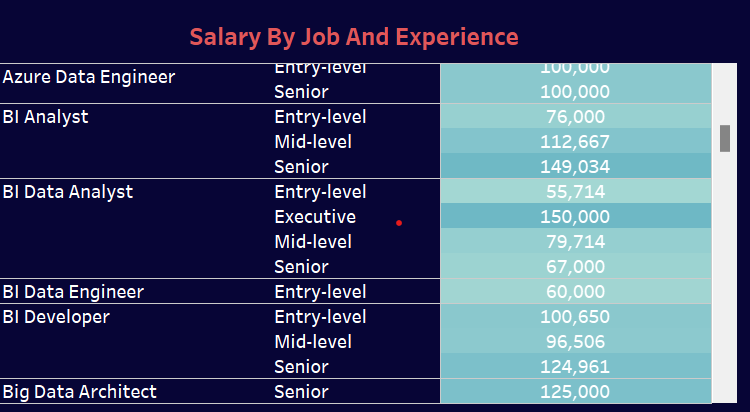 Salary By Job And Experience
Azure Data Engineer Entry-level 100,000
Senior 100,000
BI Analyst Entry-level 76,000
Mid-level 112,667
Senior 149,034
BI Data Analyst Entry-level 55,714
Executive 150,000
Mid-level 79,714
Senior 67,000
BI Data Engineer Entry-level 60,000
BI Developer Entry-level 100,650
Mid-level 96,506
Senior 124,961
Big Data Architect Senior 125,000